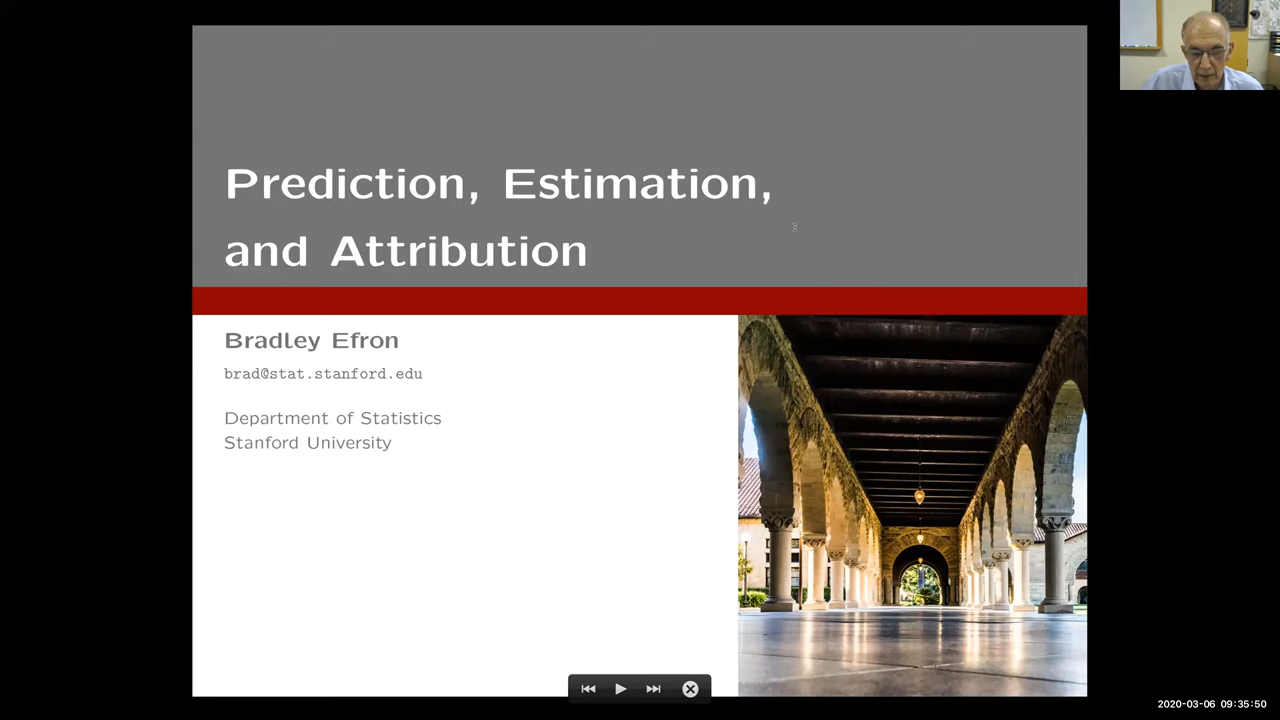 Prediction, Estimation,
and Attribution
Bradley Efron
brad@stat.stanford.edu
Department of Statistics
Stanford University
2020-03-06 09:35:50